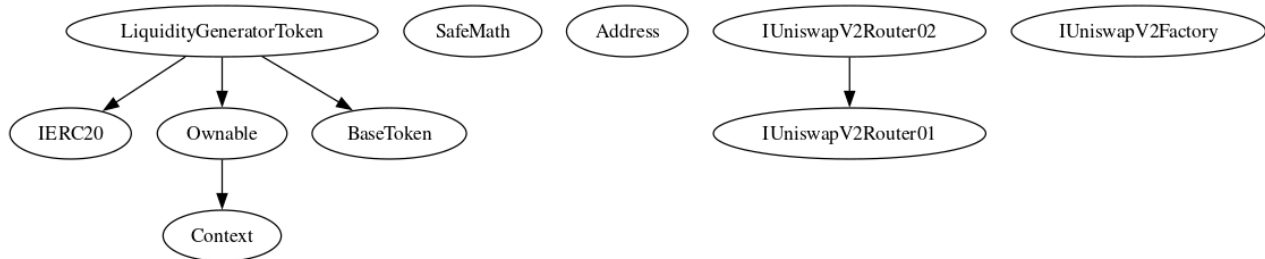 LiquidityGeneratorToken
SafeMath
Address
IUniswapV2Router02
IUniswapV2Factory
IERC20
Ownable
BaseToken
IUniswapV2Router01
Context